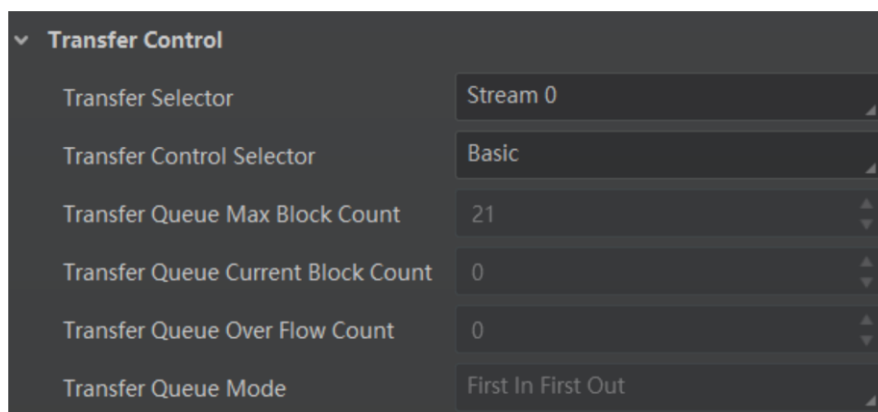 Transfer Control
Transfer Selector Stream 0
Transfer Control Selector Basic
Transfer Queue Max Block Count 21
Transfer Queue Current Block Count 0
Transfer Queue Over Flow Count 0
Transfer Queue Mode First In First Out